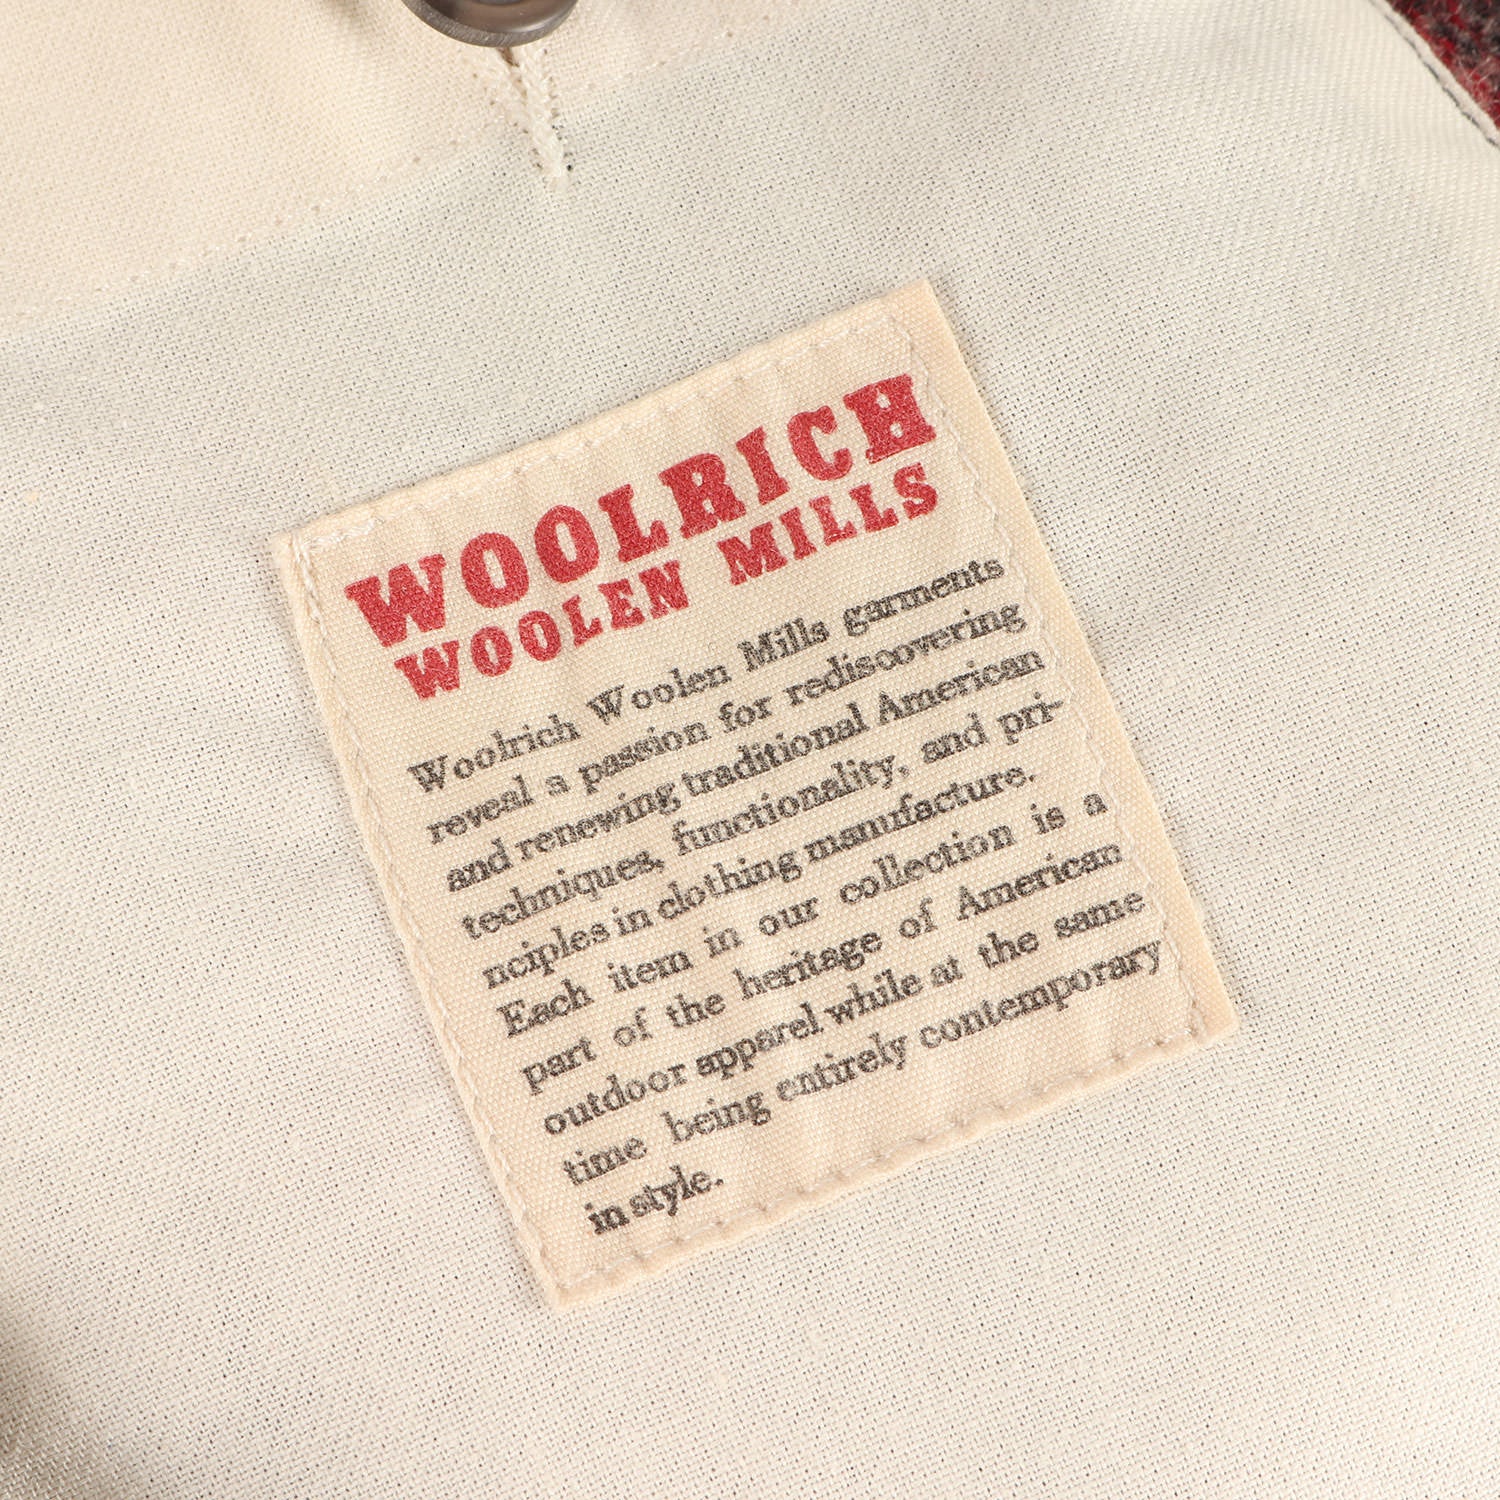 WOOLRICH
WOOLEN MILLS
Woolrich Woolen Mills garments
reveal a passion for rediscovering
and renewing traditional American
techniques, functionality, and pri-
nciples in clothing manufacture.
Each item in our collection is a
part of the heritage of American
outdoor apparel while at the same
time being entirely contemporary
in style.